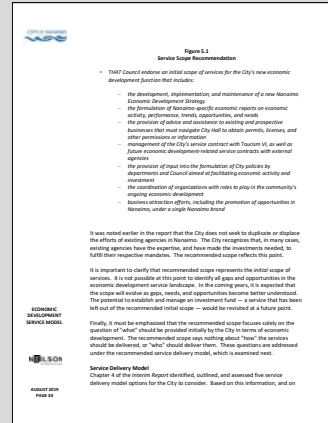 CITY OF NANAIMO
Figure 5.1
Service Scope Recommendation
> THAT Council endorse an initial scope of services for the City's new economic
development function that includes:
– the development, implementation, and maintenance of a new Nanaimo
Economic Development Strategy
– the formulation of Nanaimo-specific economic reports on economic
activity, performance, trends, opportunities, and needs
– the provision of advice and assistance to existing and prospective
businesses that must navigate City Hall to obtain permits, licenses, and
other permissions or information
– management of the City's service contract with Tourism VI, as well as
future economic development-related service contracts with external
agencies
– the provision of input into the formulation of City policies by
departments and Council aimed at facilitating economic activity and
investment
– the coordination of organizations with roles to play in the community's
ongoing economic development
– business attraction efforts, including the promotion of opportunities in
Nanaimo, under a single Nanaimo brand
It was noted earlier in the report that the City does not seek to duplicate or displace
the efforts of existing agencies in Nanaimo. The City recognizes that, in many cases,
existing agencies have the expertise, and have made the investments needed, to
fulfill their respective mandates. The recommended scope reflects this point.
It is important to clarify that recommended scope represents the initial scope of
services. It is not possible at this point to identify all gaps and opportunities in the
economic development service landscape. In the coming years, it is expected that
the scope will evolve as gaps, needs, and opportunities become better understood.
The potential to establish and manage an investment fund — a service that has been
left out of the recommended initial scope — would be revisited at a future point.
Finally, it must be emphasized that the recommended scope focuses solely on the
question of "what" should be provided initially by the City in terms of economic
development. The recommended scope says nothing about "how" the services
should be delivered, or "who" should deliver them. These questions are addressed
under the recommended service delivery model, which is examined next.
Service Delivery Model
Chapter 4 of the Interim Report identified, outlined, and assessed five service
delivery model options for the City to consider. Based on this information, and on
ECONOMIC
DEVELOPMENT
SERVICE MODEL
NEILSON
AUGUST 2019
PAGE 34